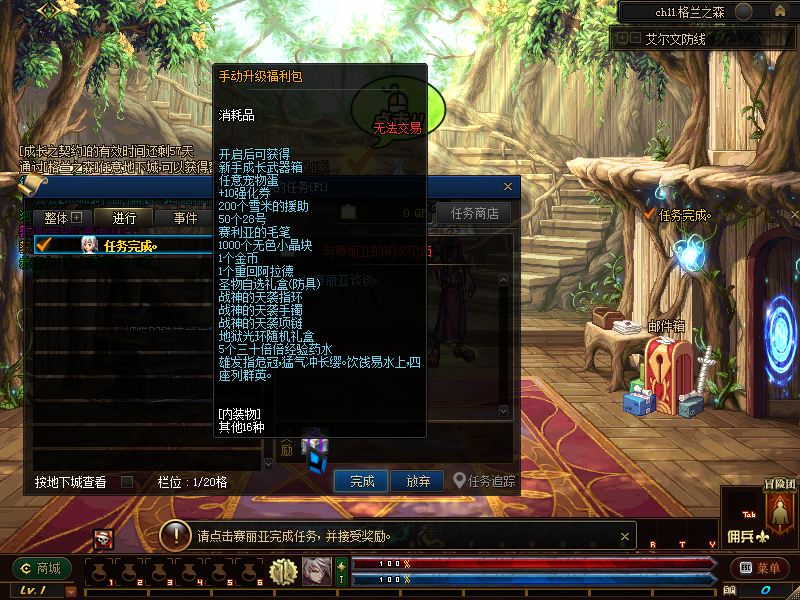 ch11.格兰之森
艾尔文防线
手动升级福利包
消耗品
无法交易
[成长之契约]的有效时间还剩57天
通过[格兰之森]任意地下城,可以获得
开启后可获得
新手成长武器箱
任意宠物蛋
+10强化券
200个雪米的援助
50个28号
赛利亚的毛笔
1000个无色小晶块
1个金币
1个重回阿拉德
圣物自选礼盒(防具)
战神的天袭指环
战神的天袭手镯
战神的天袭项链
地狱光环随机礼盒
5个二十倍倍经验药水
雄发指危冠,猛气冲长缨。饮饯易水上,四
座列群英。
[内装物]
其他16种
的任务(F1)
整体
进行
事件
任务商店
任务完成。
任务完成。
邮件箱
励
按地下城查看
栏位 : 1/20格
完成
放弃
任务追踪
请点击赛丽亚完成任务，并接受奖励。
冒险团
Tab
佣兵
R
T
Y
商城
1
2
3
4
5
6
100%
100%
ESC
菜单
Lv.1
0